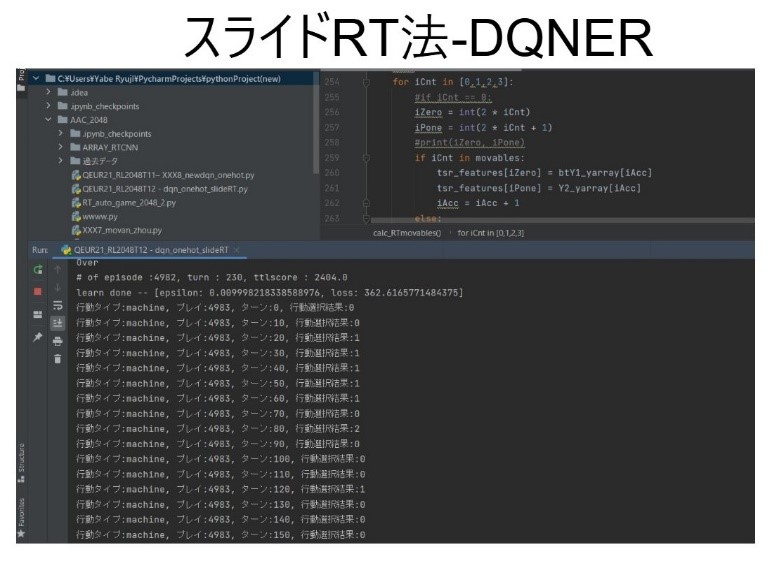 スライドRT法-DQNER
C:¥Users¥Yabe Ryuji¥PycharmProjects¥pythonProject(new)
.idea
.ipynb_checkpoints
AAC_2048
.ipynb_checkpoints
ARRAY_RTCNN
過去データ
QEUR21_RL2048T11– XXX8_newdqn_onehot.py
QEUR21_RL2048T12 - dqn_onehot_slideRT.py
RT_auto_game_2048_2.py
wwww.py
XXX7_movan_zhou.py
254 for iCnt in [0,1,2,3]:
255 #if iCnt == 0:
256 iZero = int(2 * iCnt)
257 iPone = int(2 * iCnt + 1)
258 #print(iZero, iPone)
259 if iCnt in movables:
260 tsr_features[iZero] = btY1_yarray[iAcc]
261 tsr_features[iPone] = Y2_yarray[iAcc]
262 iAcc = iAcc + 1
263 else:
calc_RTmovables() for iCnt in [0,1,2,3]
Run: QEUR21_RL2048T12 - dqn_onehot_slideRT ×
Over
# of episode :4982, turn : 230, ttlscore : 2404.0
learn done -- [epsilon: 0.009998218338588976, loss: 362.6165771484375]
行動タイプ:machine, プレイ:4983, ターン:0, 行動選択結果:0
行動タイプ:machine, プレイ:4983, ターン:10, 行動選択結果:0
行動タイプ:machine, プレイ:4983, ターン:20, 行動選択結果:1
行動タイプ:machine, プレイ:4983, ターン:30, 行動選択結果:1
行動タイプ:machine, プレイ:4983, ターン:40, 行動選択結果:1
行動タイプ:machine, プレイ:4983, ターン:50, 行動選択結果:1
行動タイプ:machine, プレイ:4983, ターン:60, 行動選択結果:1
行動タイプ:machine, プレイ:4983, ターン:70, 行動選択結果:0
行動タイプ:machine, プレイ:4983, ターン:80, 行動選択結果:2
行動タイプ:machine, プレイ:4983, ターン:90, 行動選択結果:0
行動タイプ:machine, プレイ:4983, ターン:100, 行動選択結果:0
行動タイプ:machine, プレイ:4983, ターン:110, 行動選択結果:0
行動タイプ:machine, プレイ:4983, ターン:120, 行動選択結果:1
行動タイプ:machine, プレイ:4983, ターン:130, 行動選択結果:0
行動タイプ:machine, プレイ:4983, ターン:140, 行動選択結果:0
行動タイプ:machine, プレイ:4983, ターン:150, 行動選択結果:0
Structure
Favorites